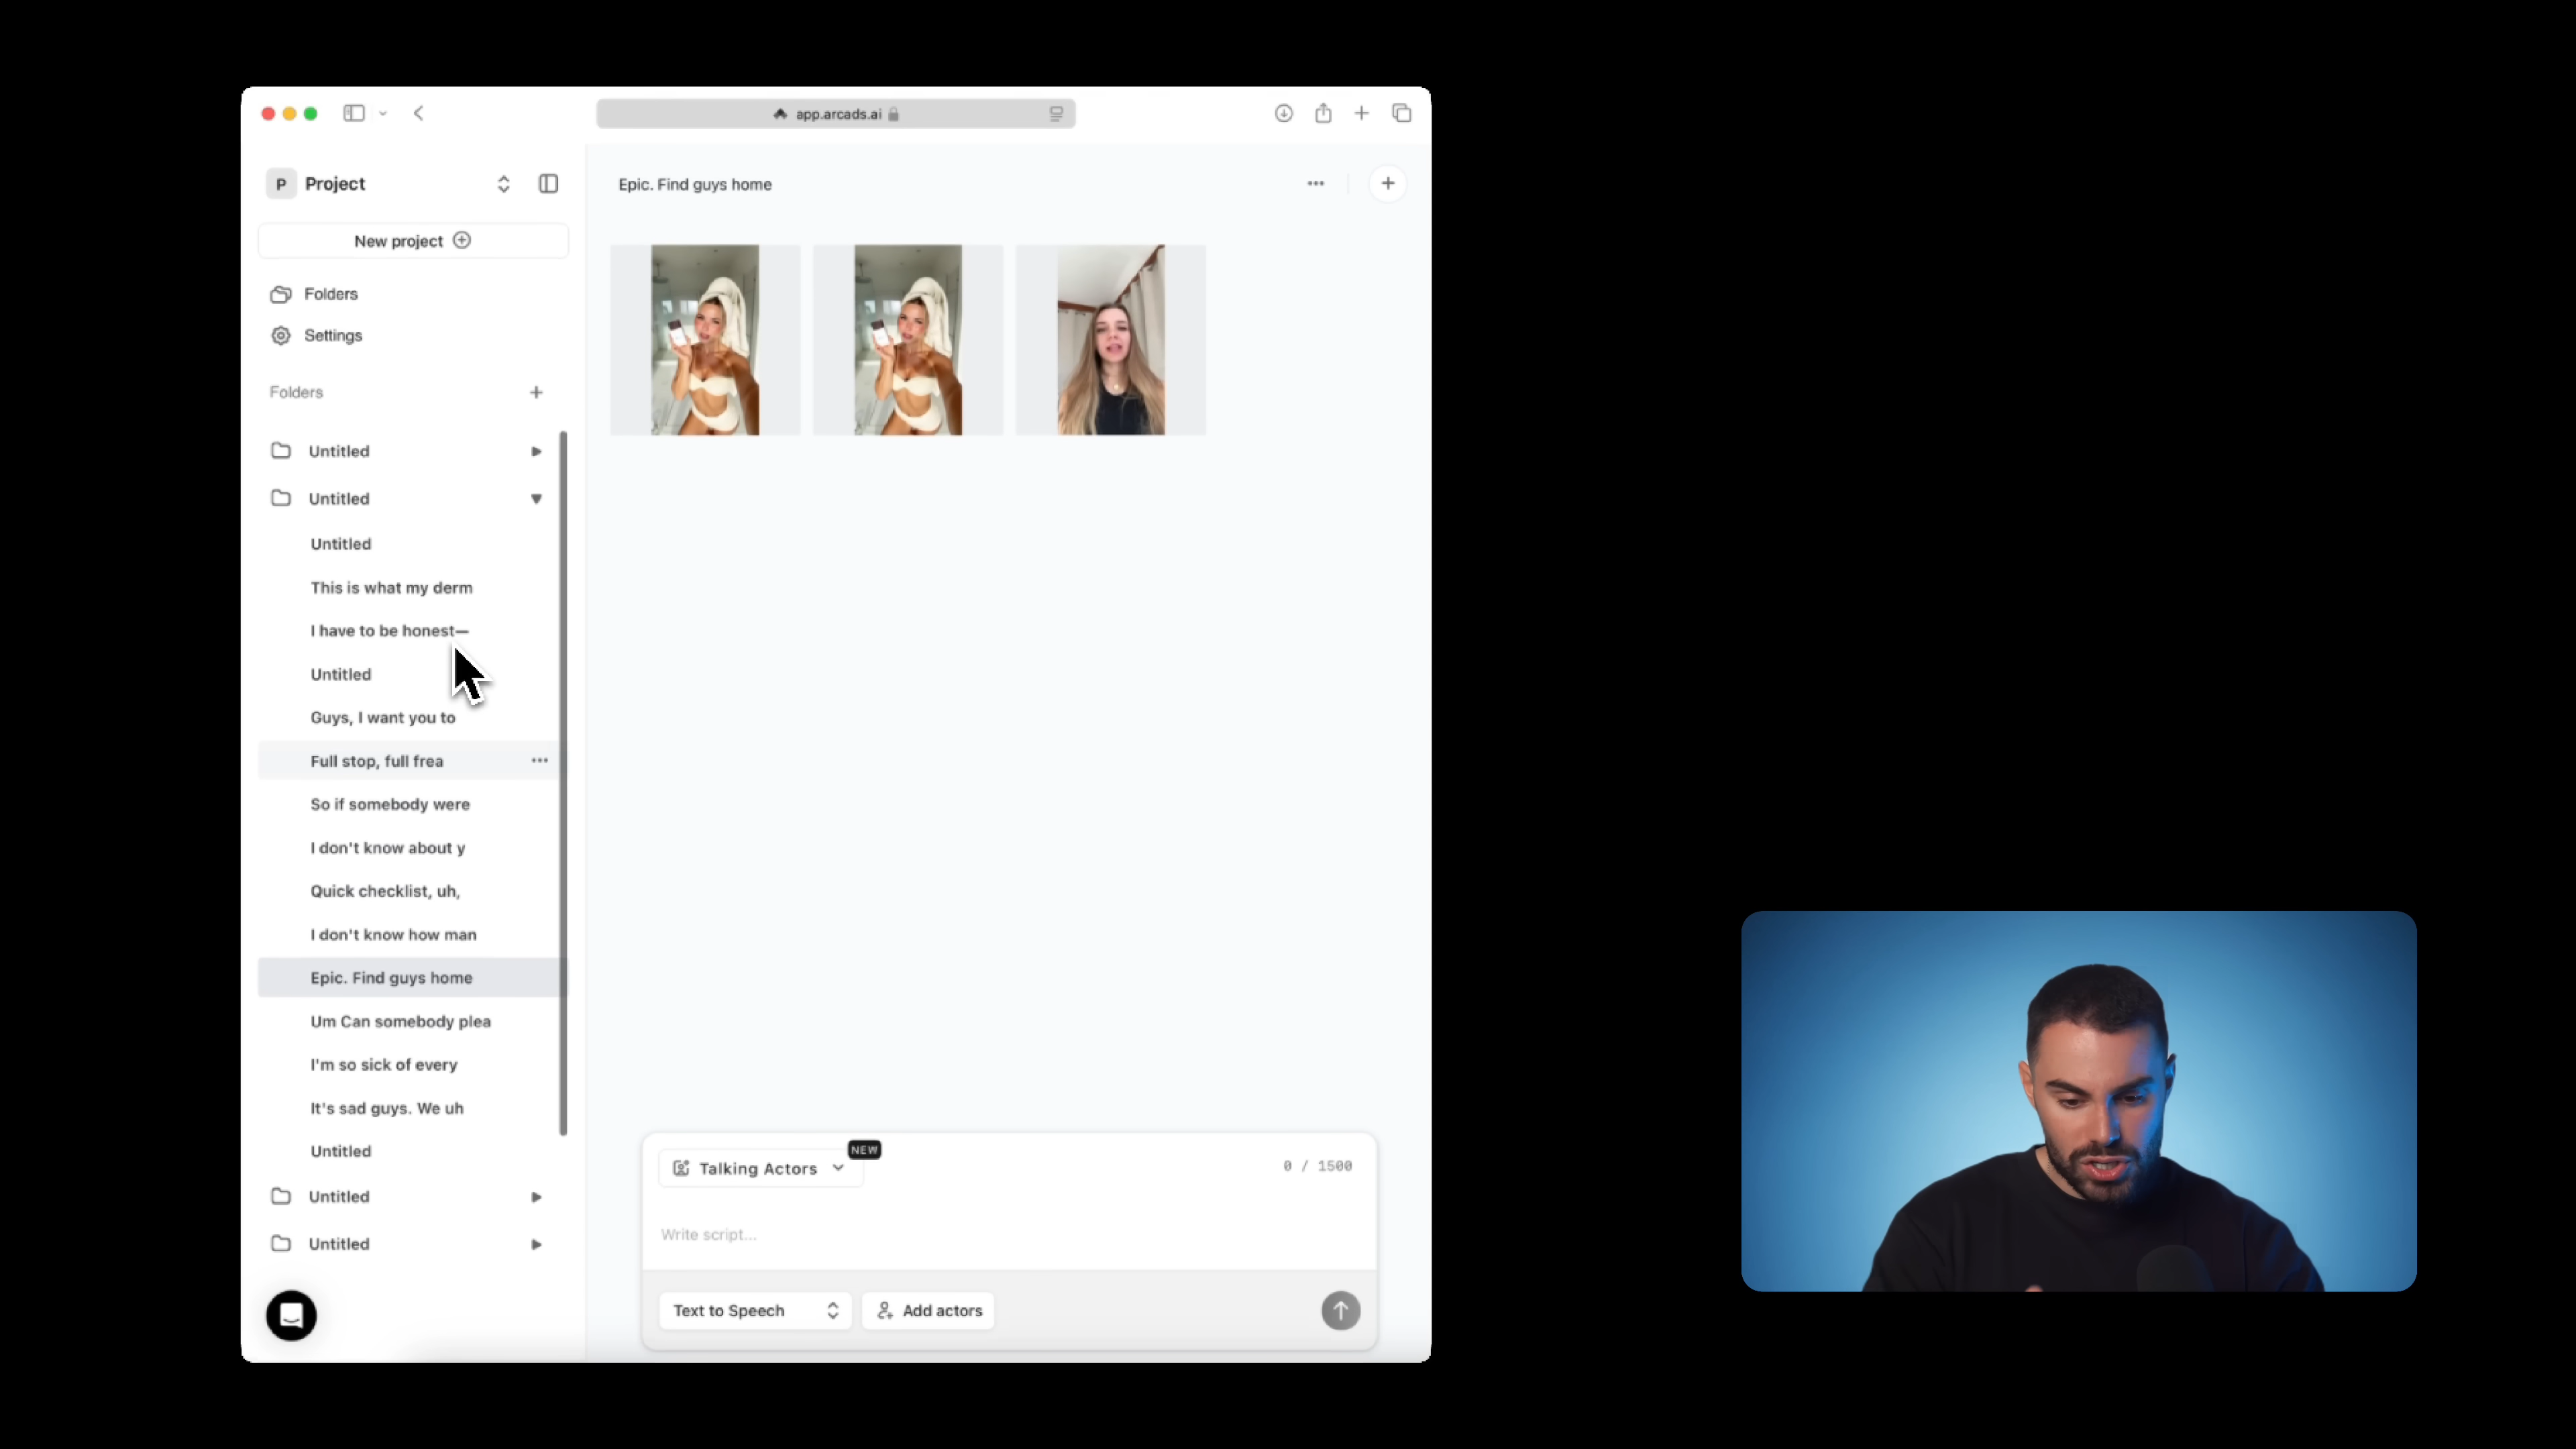 app.arcads.ai
P Project
New project
Folders
Settings
Folders
Untitled
Untitled
Untitled
This is what my derm
I have to be honest—
Untitled
Guys, I want you to
Full stop, full frea
So if somebody were
I don't know about y
Quick checklist, uh,
I don't know how man
Epic. Find guys home
Um Can somebody plea
I'm so sick of every
It's sad guys. We uh
Untitled
Untitled
Untitled
Epic. Find guys home
Talking Actors
NEW
0 / 1500
Write script...
Text to Speech
Add actors